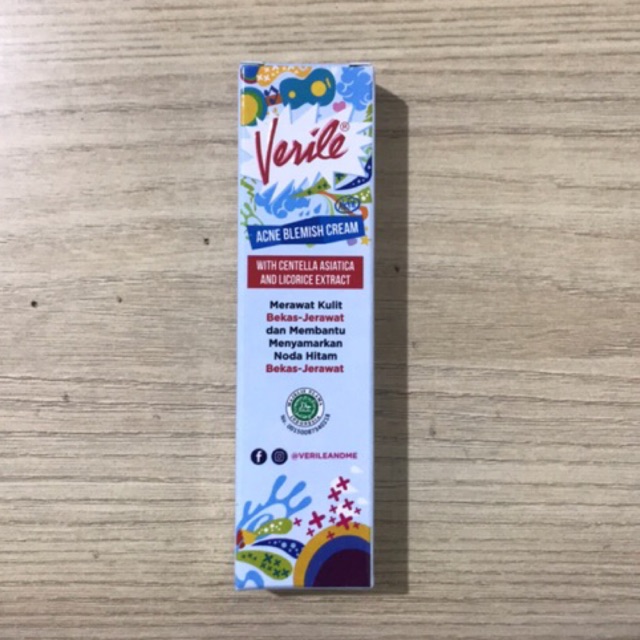 Verile®
ACNE BLEMISH CREAM
WITH CENTELLA ASIATICA
AND LICORICE EXTRACT
Merawat Kulit
Bekas-Jerawat
dan Membantu
Menyamarkan
Noda Hitam
Bekas-Jerawat
@VERILEANDME